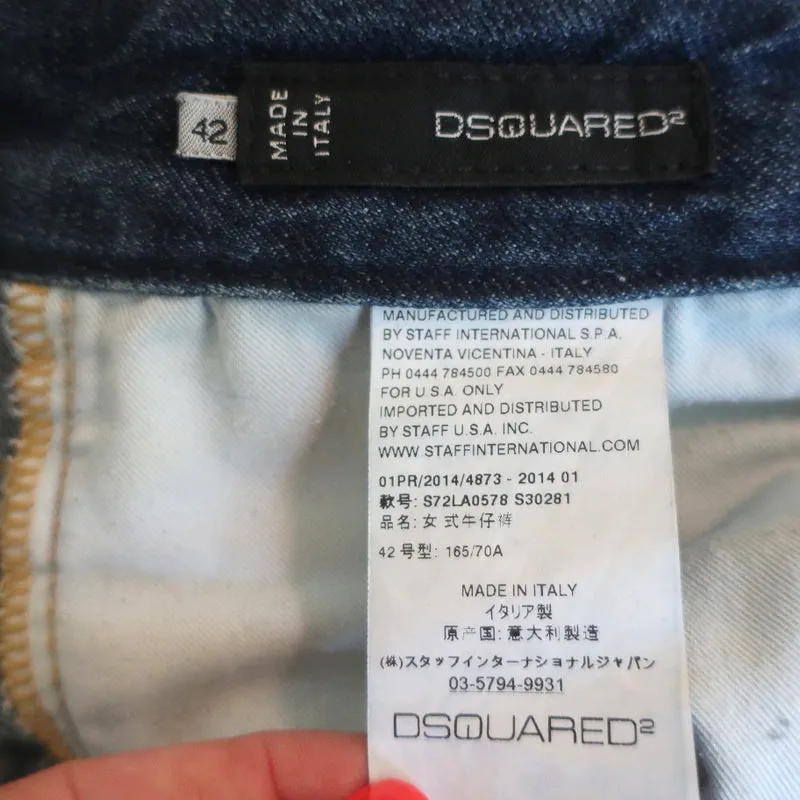 42
MADE
IN
ITALY
DSQUARED²
MANUFACTURED AND DISTRIBUTED
BY STAFF INTERNATIONAL S.P.A.
NOVENTA VICENTINA - ITALY
PH 0444 784500 FAX 0444 784580
FOR U.S.A. ONLY
IMPORTED AND DISTRIBUTED
BY STAFF U.S.A. INC.
WWW.STAFFINTERNATIONAL.COM
01PR/2014/4873 - 2014 01
款号: S72LA0578 S30281
品名: 女式牛仔裤
42 号型: 165/70A
MADE IN ITALY
イタリア製
原产国: 意大利製造
(株)スタッフインターナショナルジャパン
03-5794-9931
DSQUARED²